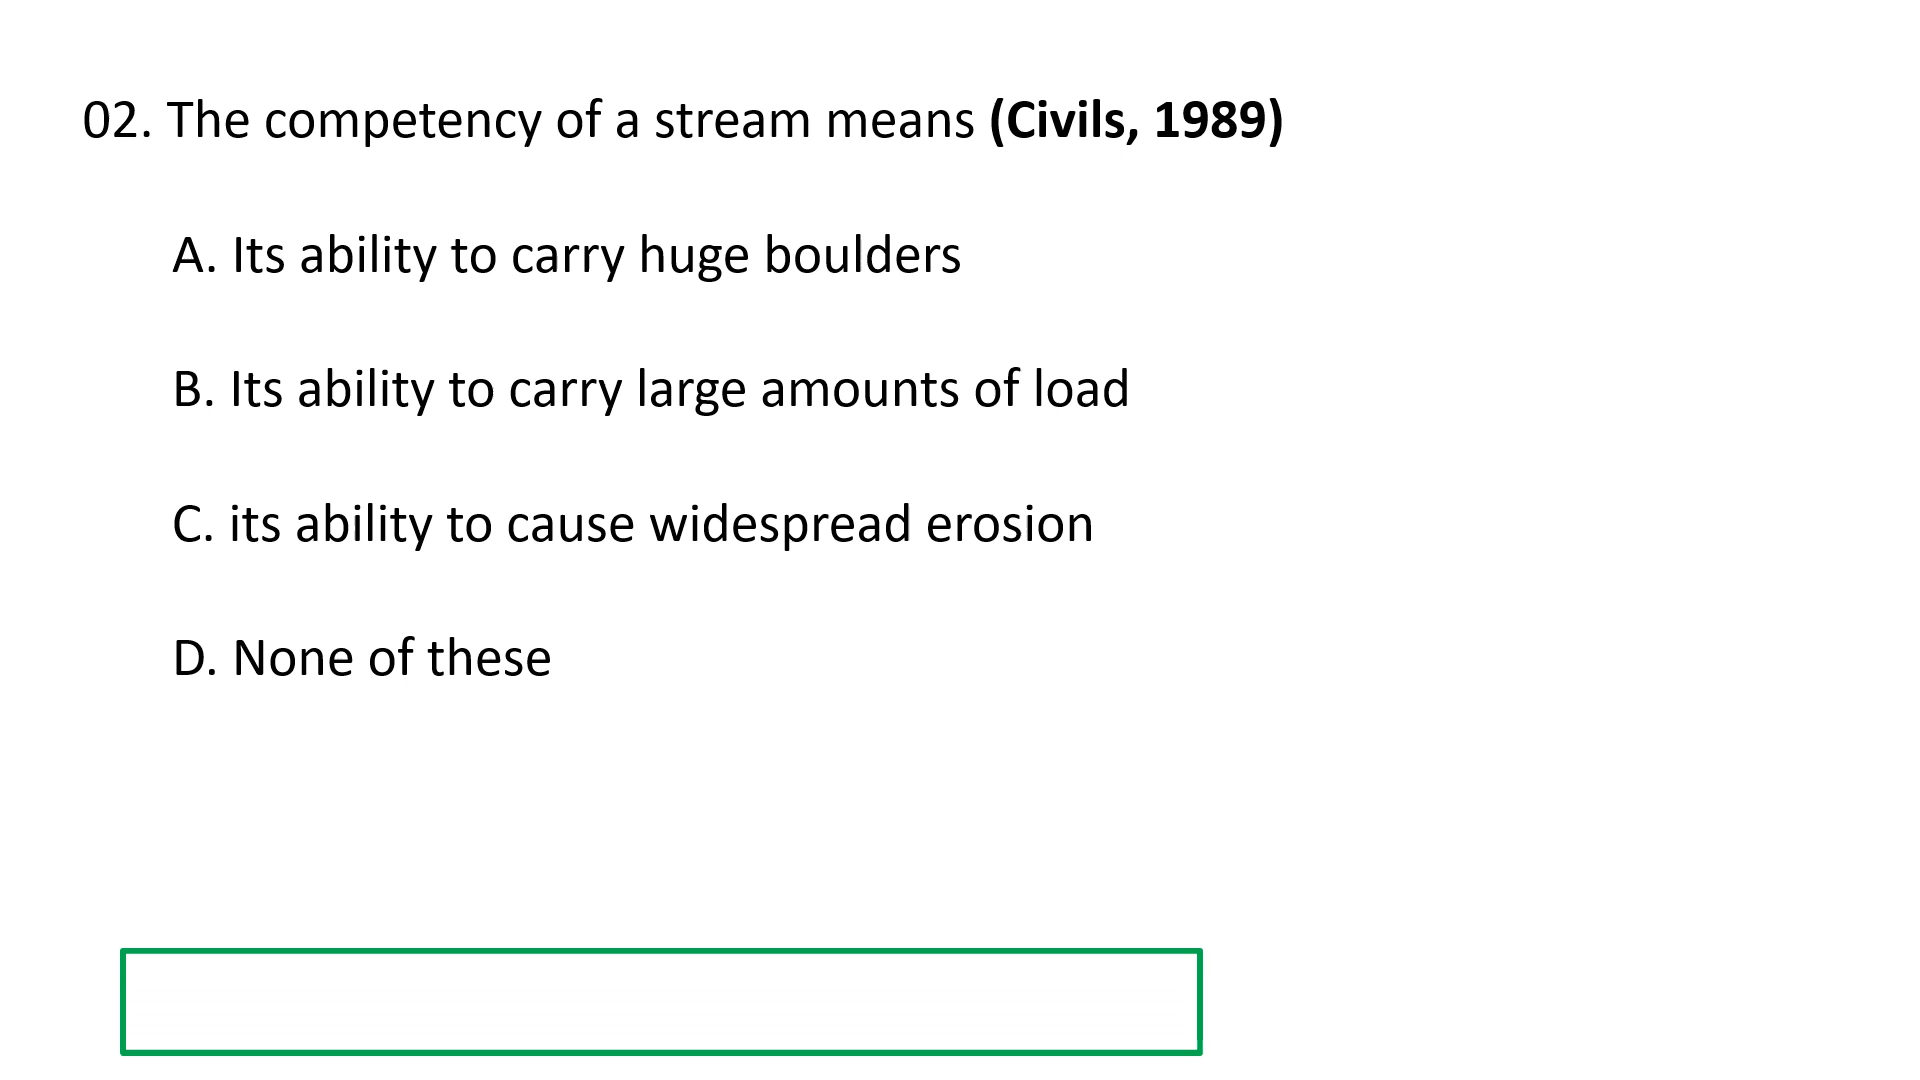 02. The competency of a stream means (Civils, 1989)
A. Its ability to carry huge boulders
B. Its ability to carry large amounts of load
C. its ability to cause widespread erosion
D. None of these